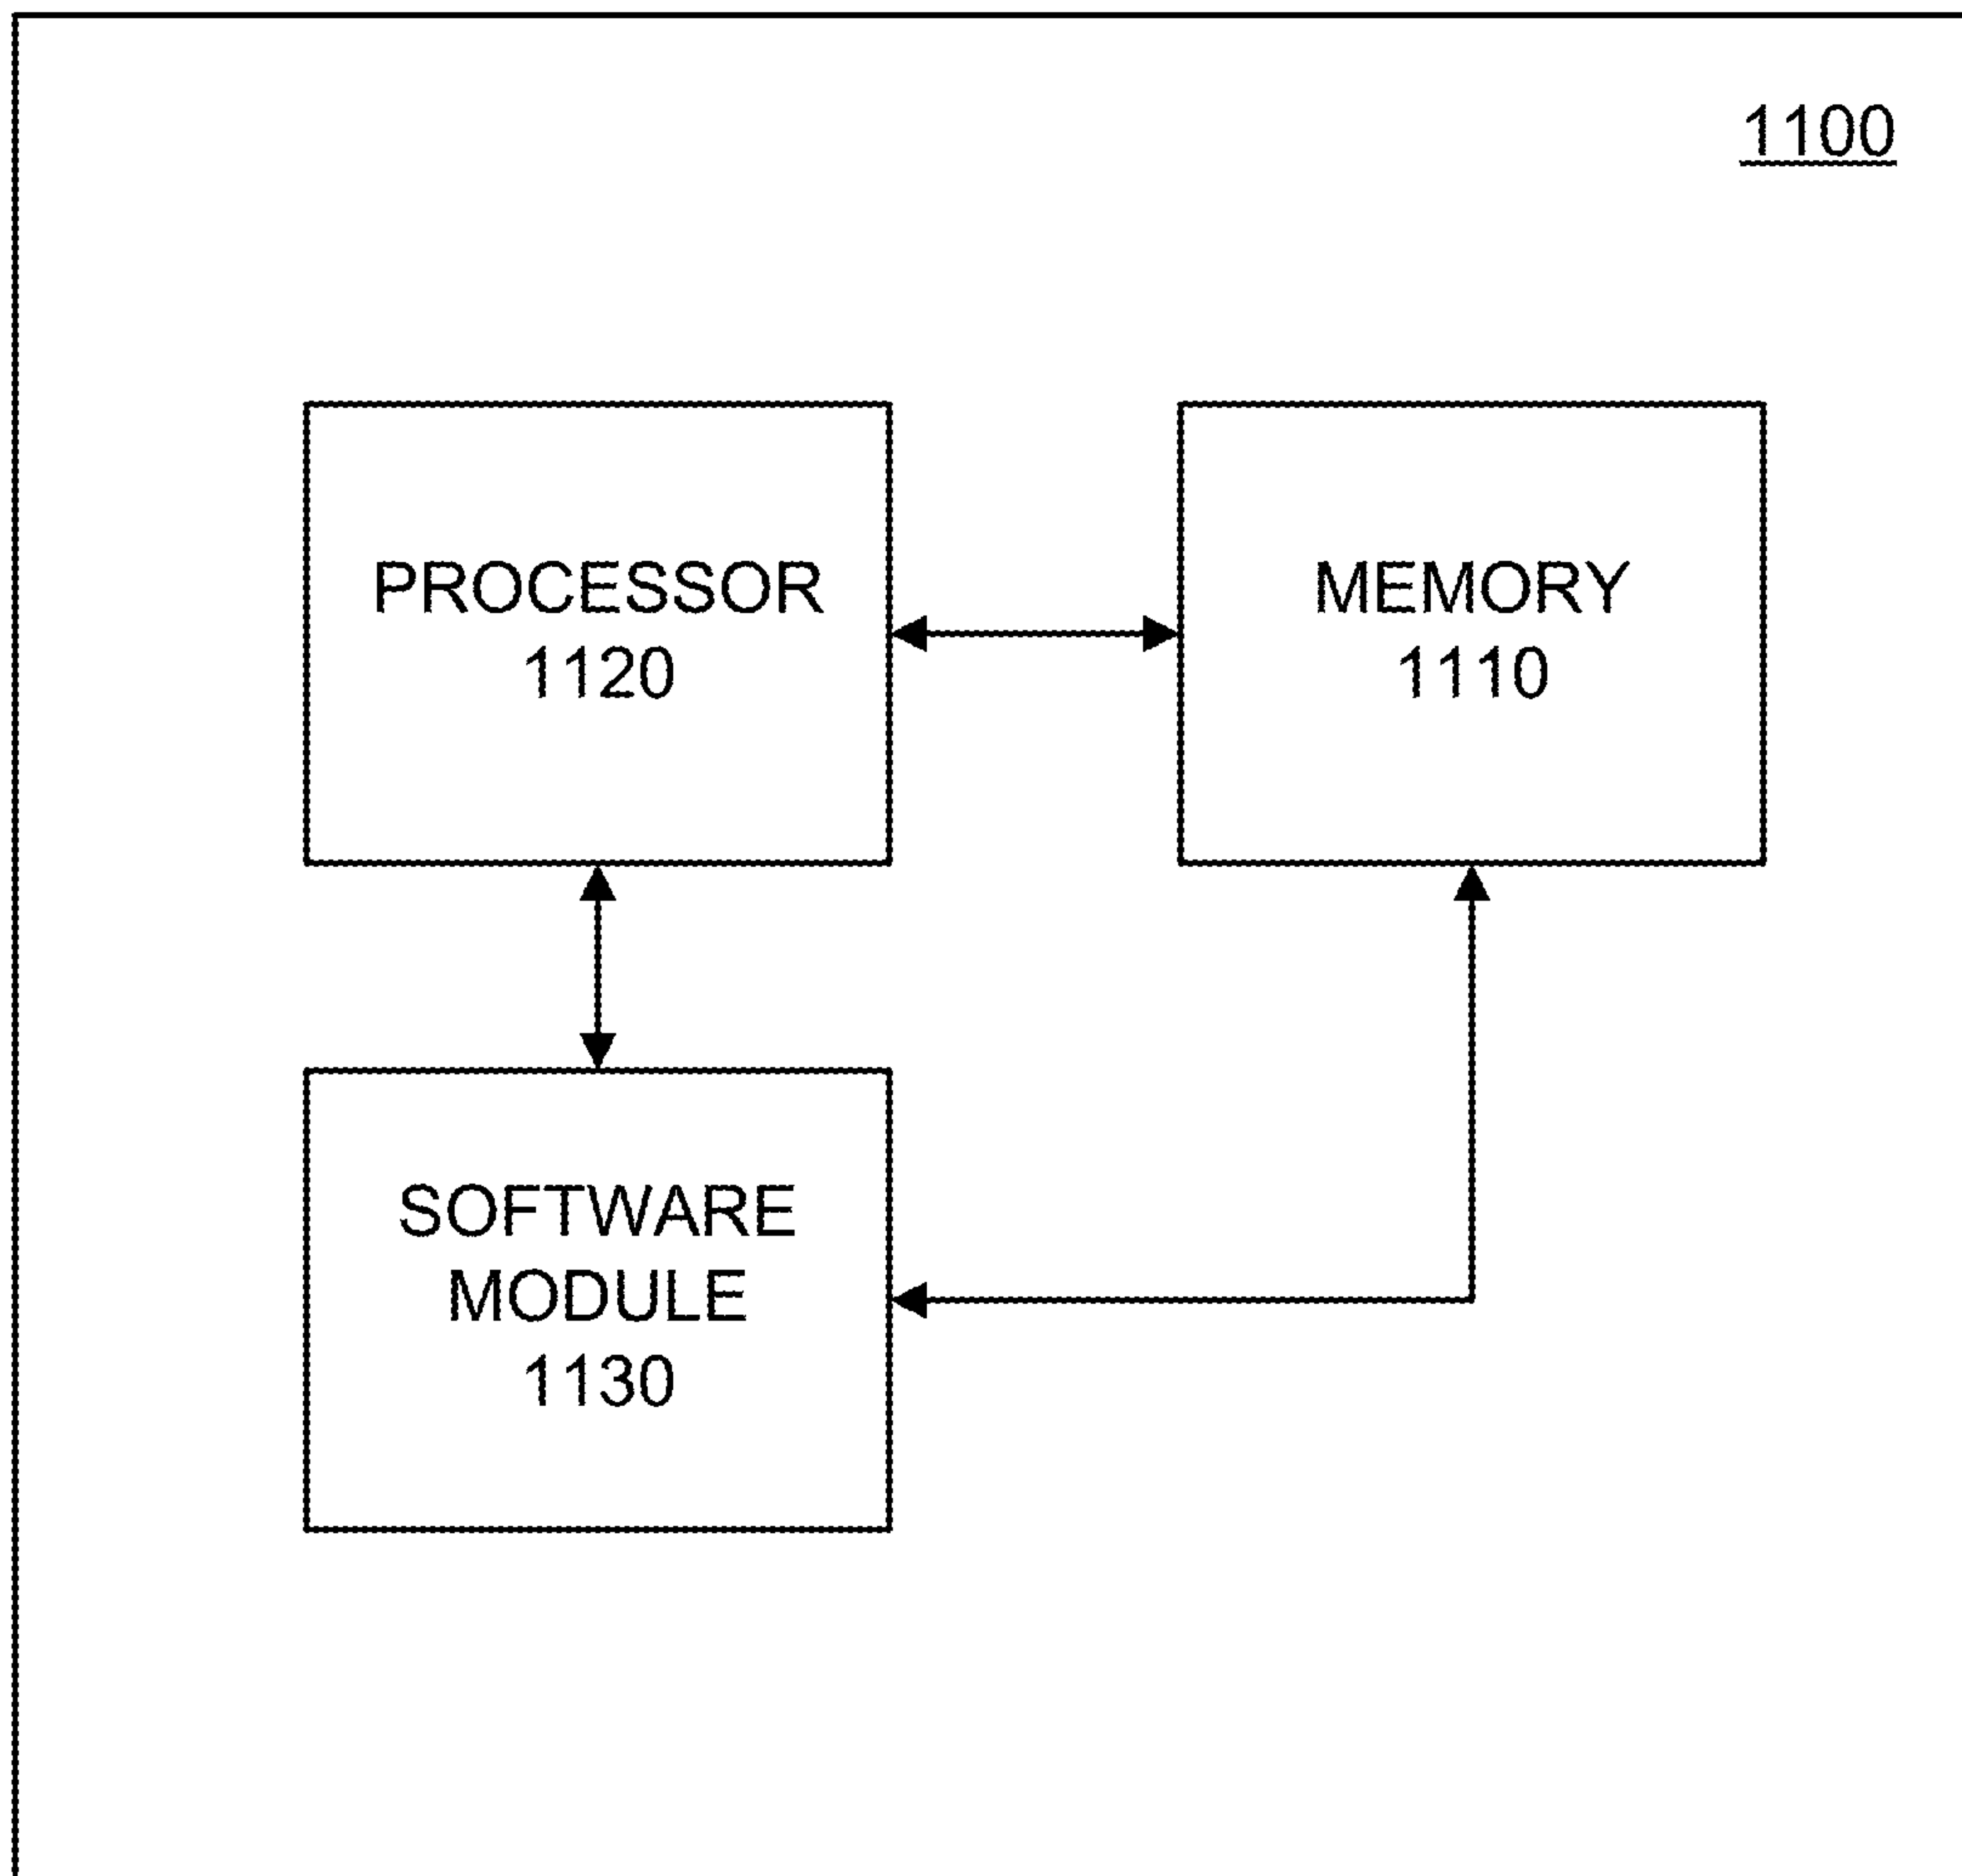 1100
PROCESSOR
1120
MEMORY
1110
SOFTWARE
MODULE
1130